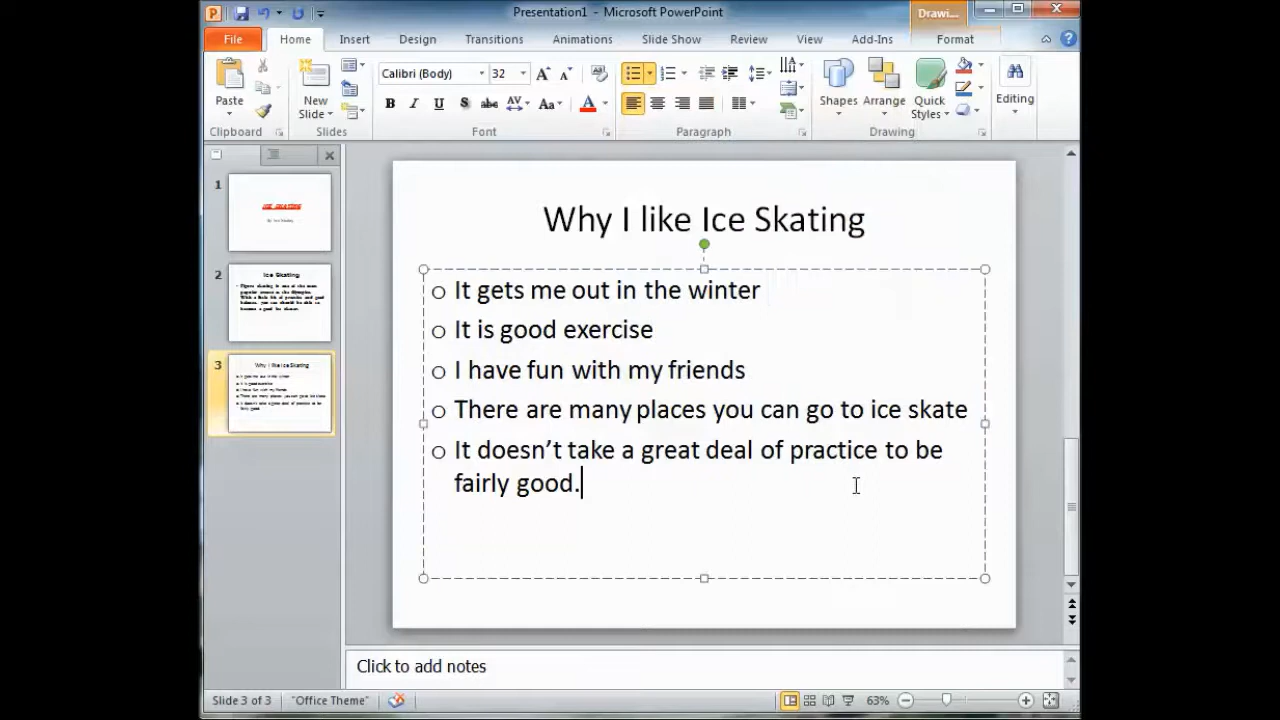 Presentation1 - Microsoft PowerPoint
Drawi...
File Home Insert Design Transitions Animations Slide Show Review View Add-Ins Format
Calibri (Body) 32
Paste
New
Slide
Shapes Arrange Quick
Styles
Editing
B I U S abc AV Aa A
Clipboard Slides Font Paragraph Drawing
1
ICE SKATING
2
Ice Skating
3
Why I like Ice Skating
Why I like Ice Skating
o It gets me out in the winter
o It is good exercise
o I have fun with my friends
o There are many places you can go to ice skate
o It doesn’t take a great deal of practice to be
fairly good.
Click to add notes
Slide 3 of 3 "Office Theme" 63%